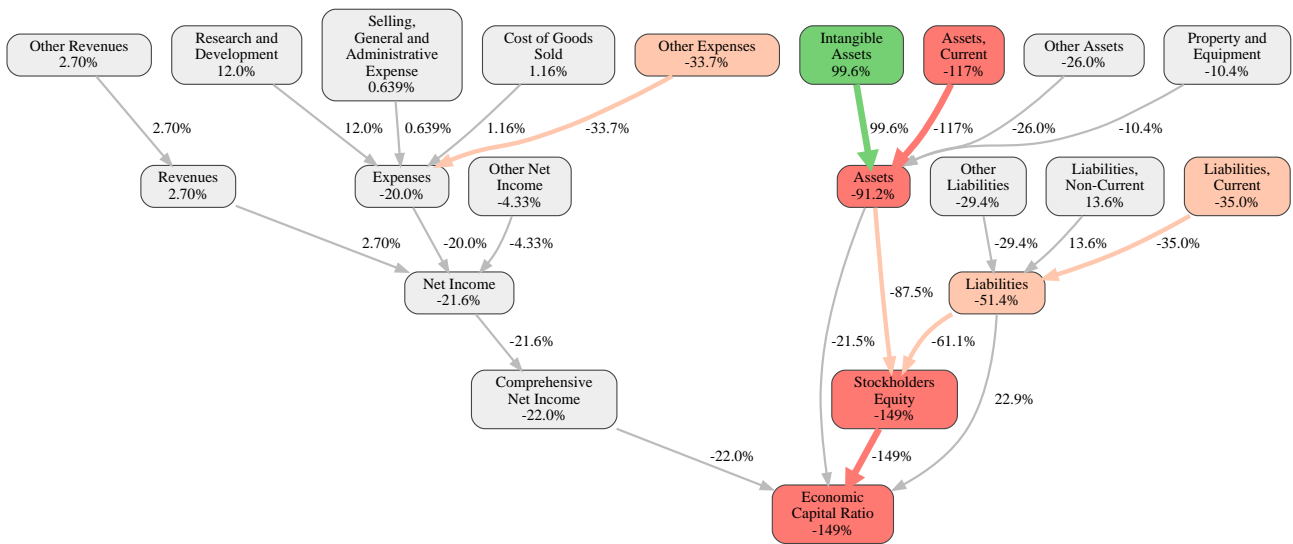 Other Revenues
2.70%
Research and
Development
12.0%
Selling,
General and
Administrative
Expense
0.639%
Cost of Goods
Sold
1.16%
Other Expenses
-33.7%
Intangible
Assets
99.6%
Assets,
Current
-117%
Other Assets
-26.0%
Property and
Equipment
-10.4%
2.70%
12.0%
0.639%
1.16%
-33.7%
99.6%
-117%
-26.0%
-10.4%
Revenues
2.70%
Expenses
-20.0%
Other Net
Income
-4.33%
Assets
-91.2%
Other
Liabilities
-29.4%
Liabilities,
Non-Current
13.6%
Liabilities,
Current
-35.0%
2.70%
-20.0%
-4.33%
-29.4%
13.6%
-35.0%
Net Income
-21.6%
-87.5%
Liabilities
-51.4%
-21.6%
-21.5%
-61.1%
Comprehensive
Net Income
-22.0%
Stockholders
Equity
-149%
22.9%
-22.0%
-149%
Economic
Capital Ratio
-149%